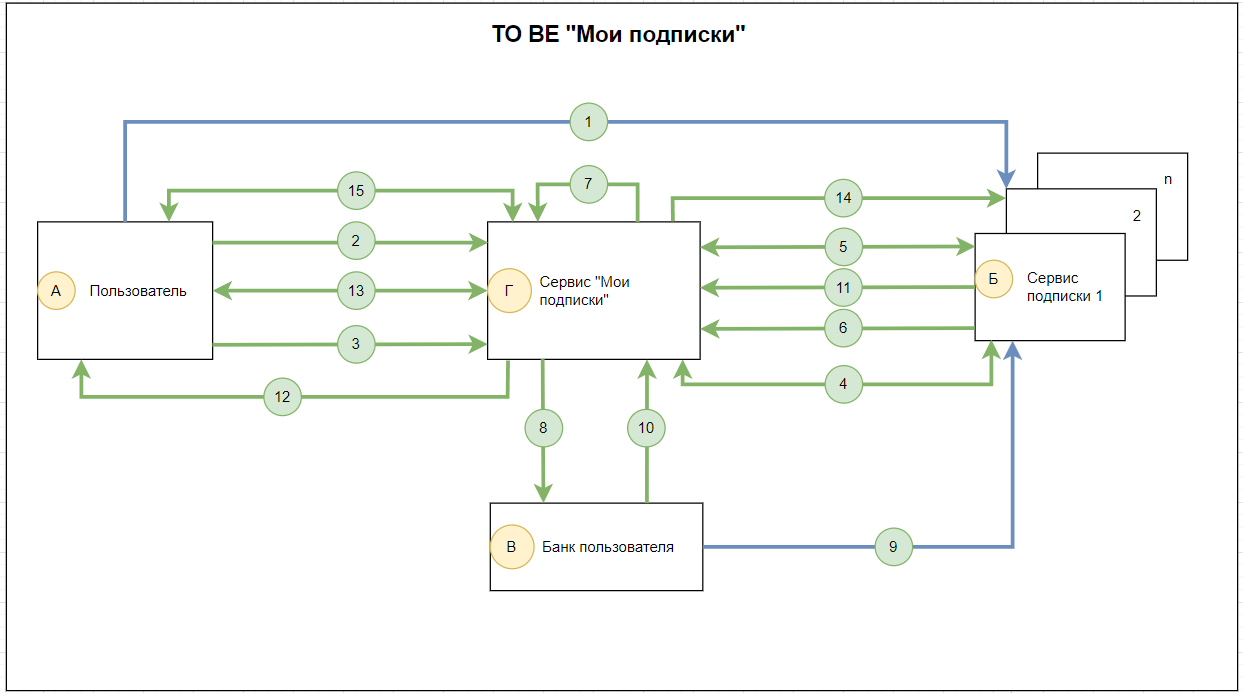 TO BE "Мои подписки"
1
15
7
14
n
2
2
5
А
Пользователь
13
Г
Сервис "Мои
подписки"
11
Б
Сервис
подписки 1
3
6
12
4
8
10
В
Банк пользователя
9